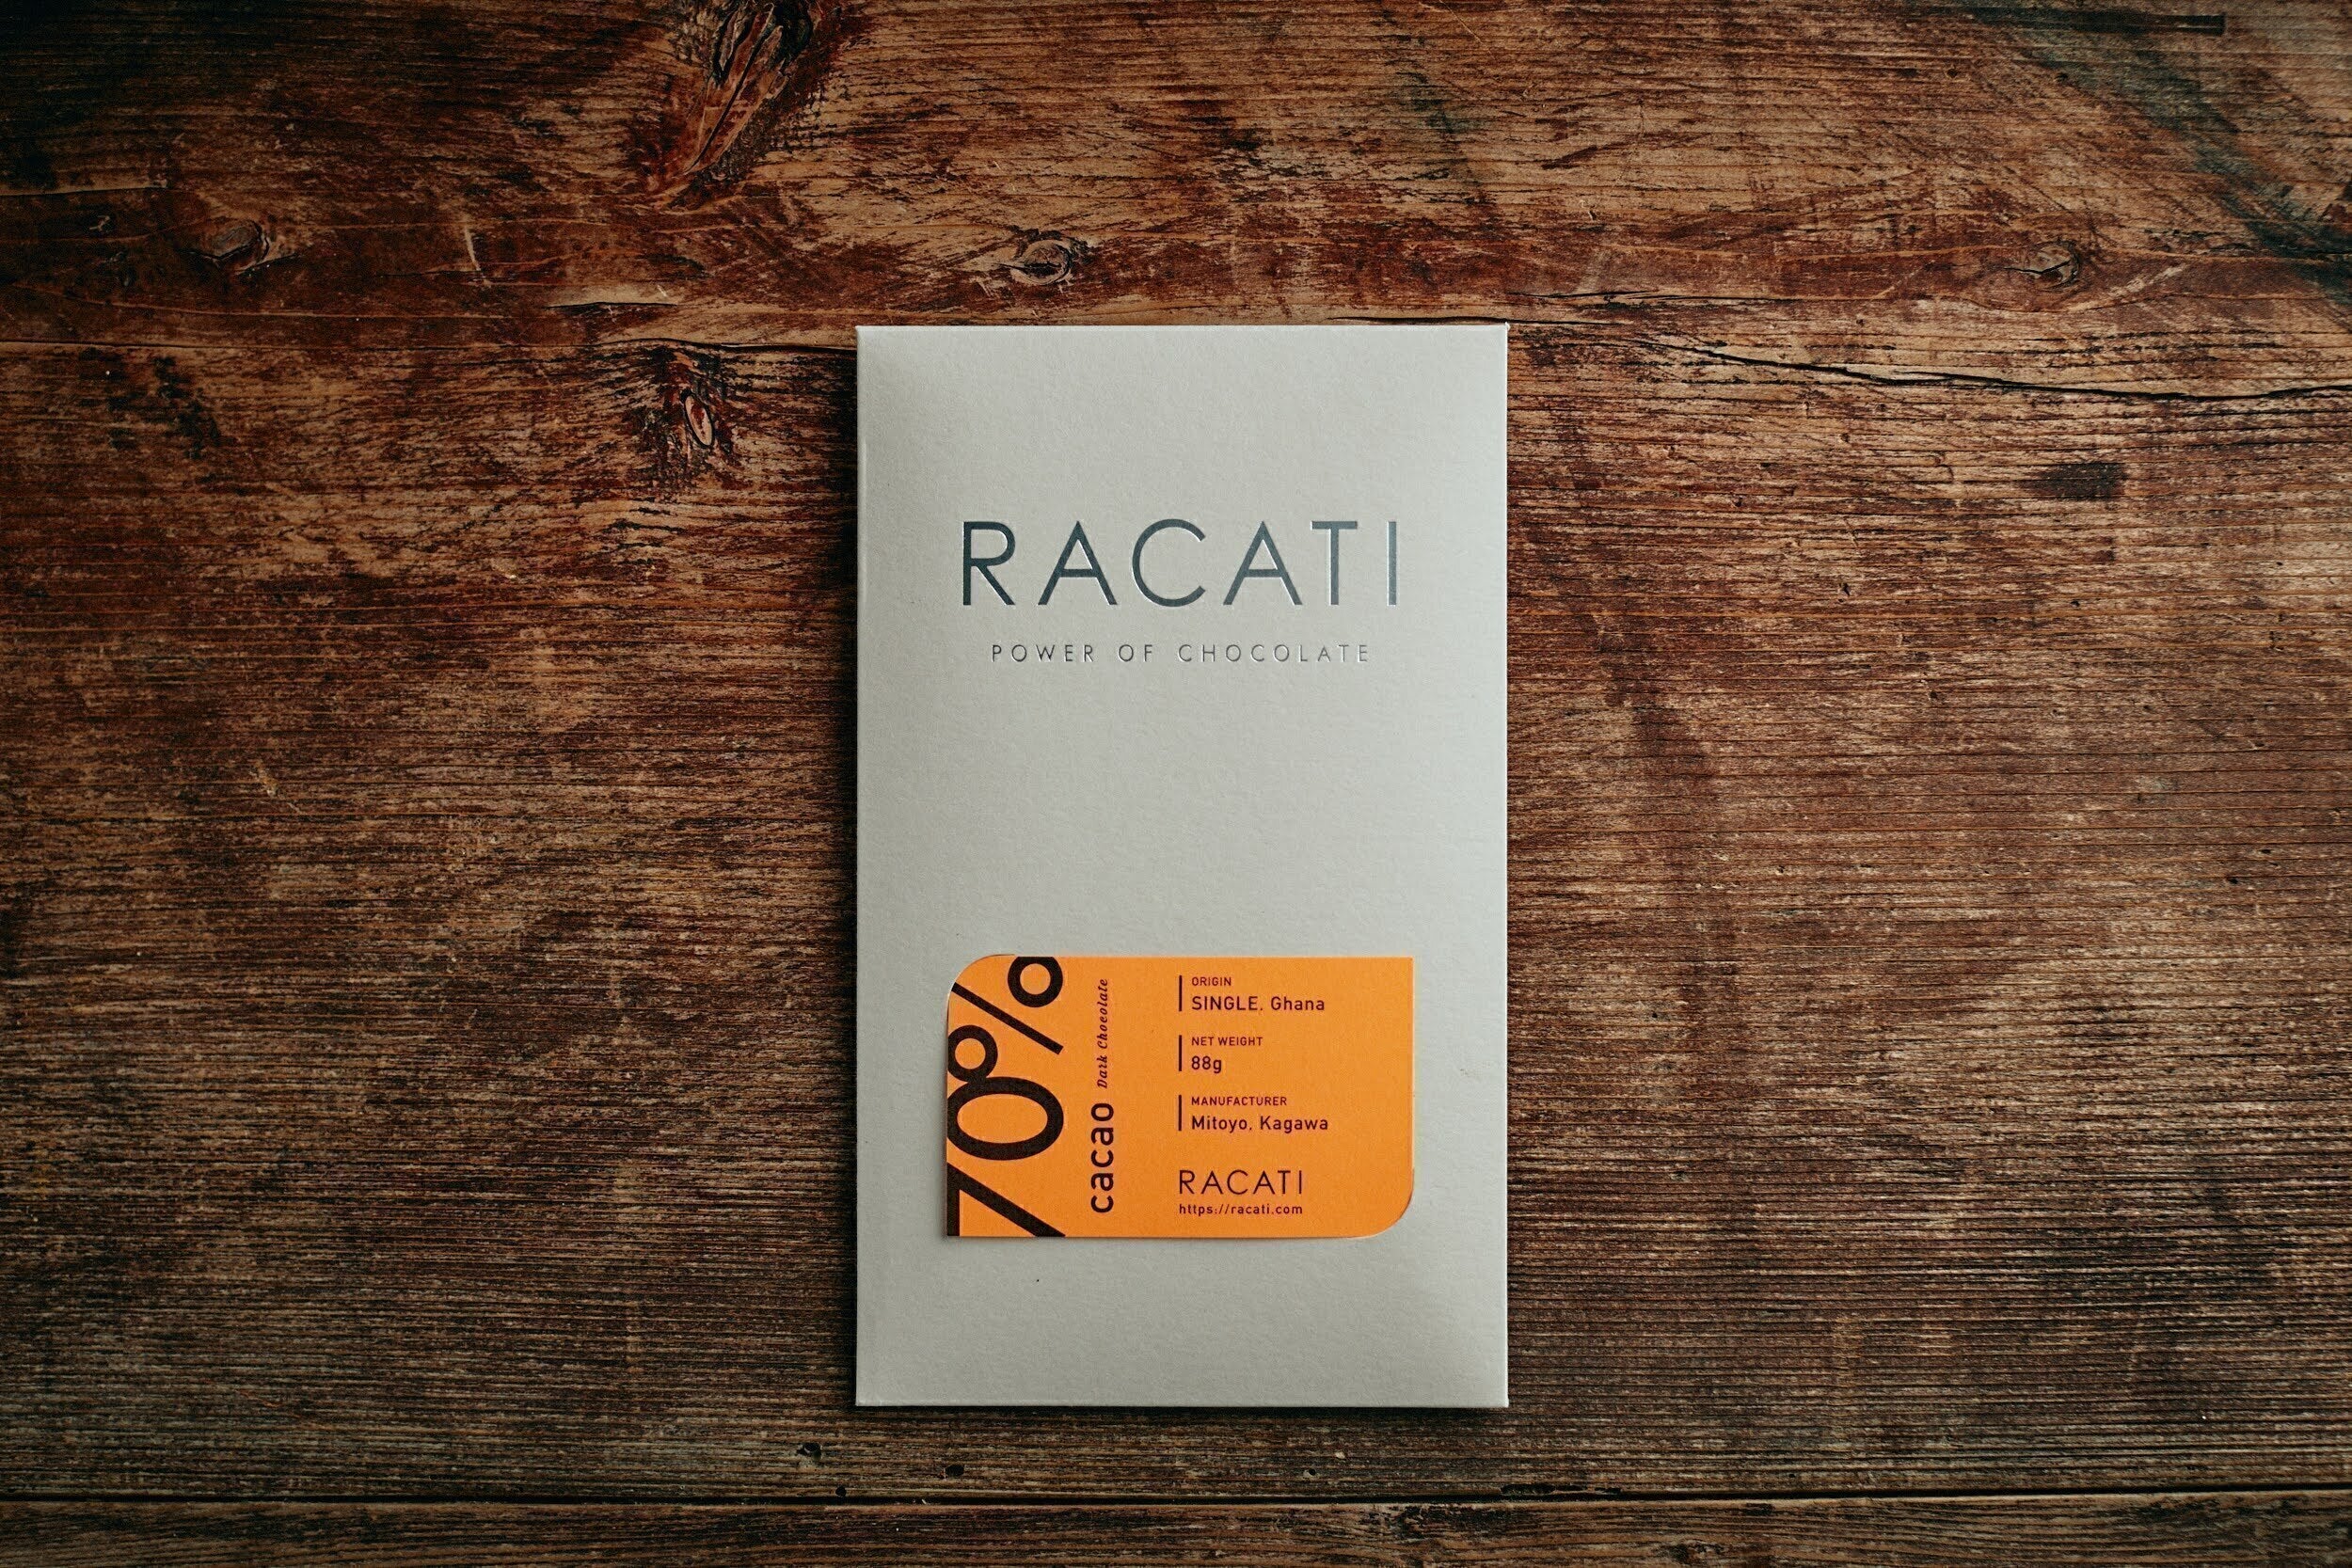 RACATI
POWER OF CHOCOLATE
70%
cacao Dark Chocolate
ORIGIN
SINGLE. Ghana
NET WEIGHT
88g
MANUFACTURER
Mitoyo, Kagawa
RACATI
https://racati.com